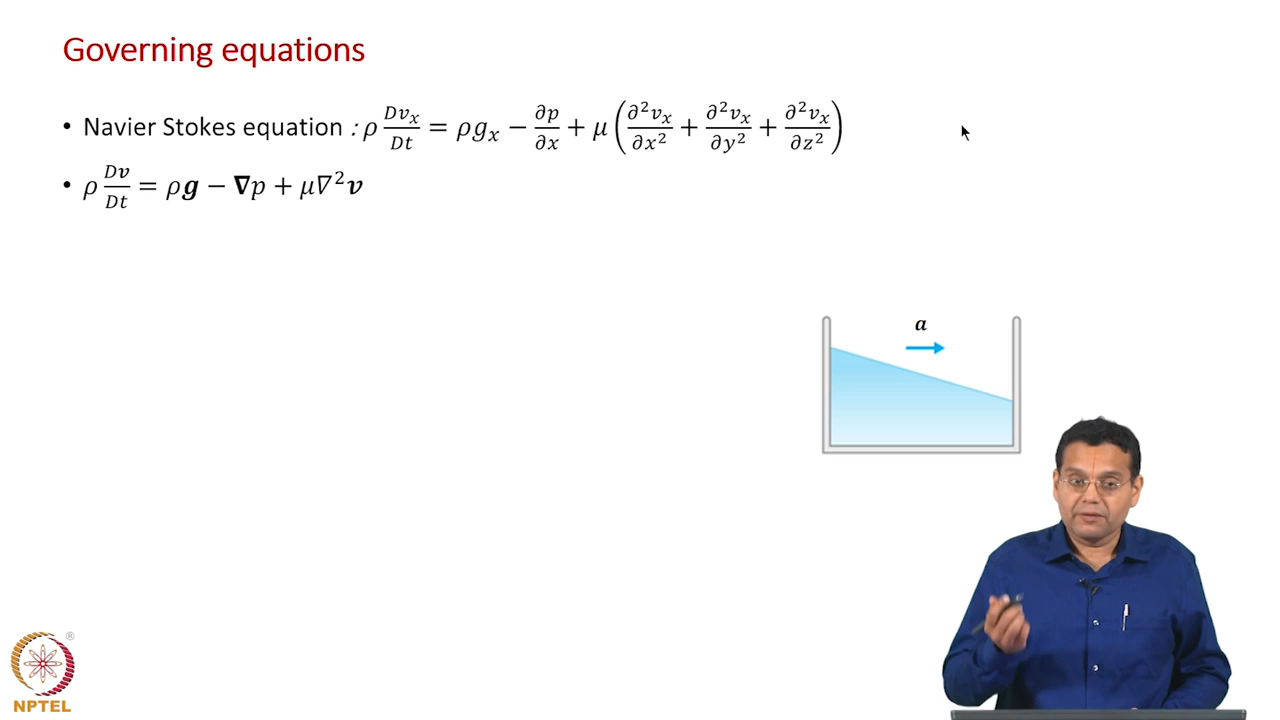 Governing equations
• Navier Stokes equation : ρ Dvₓ/Dt = ρgₓ − ∂p/∂x + μ(∂²vₓ/∂x² + ∂²vₓ/∂y² + ∂²vₓ/∂z²)
• ρ D𝒗/Dt = ρ𝒈 − 𝛁p + μ∇²𝒗
a
®
NPTEL